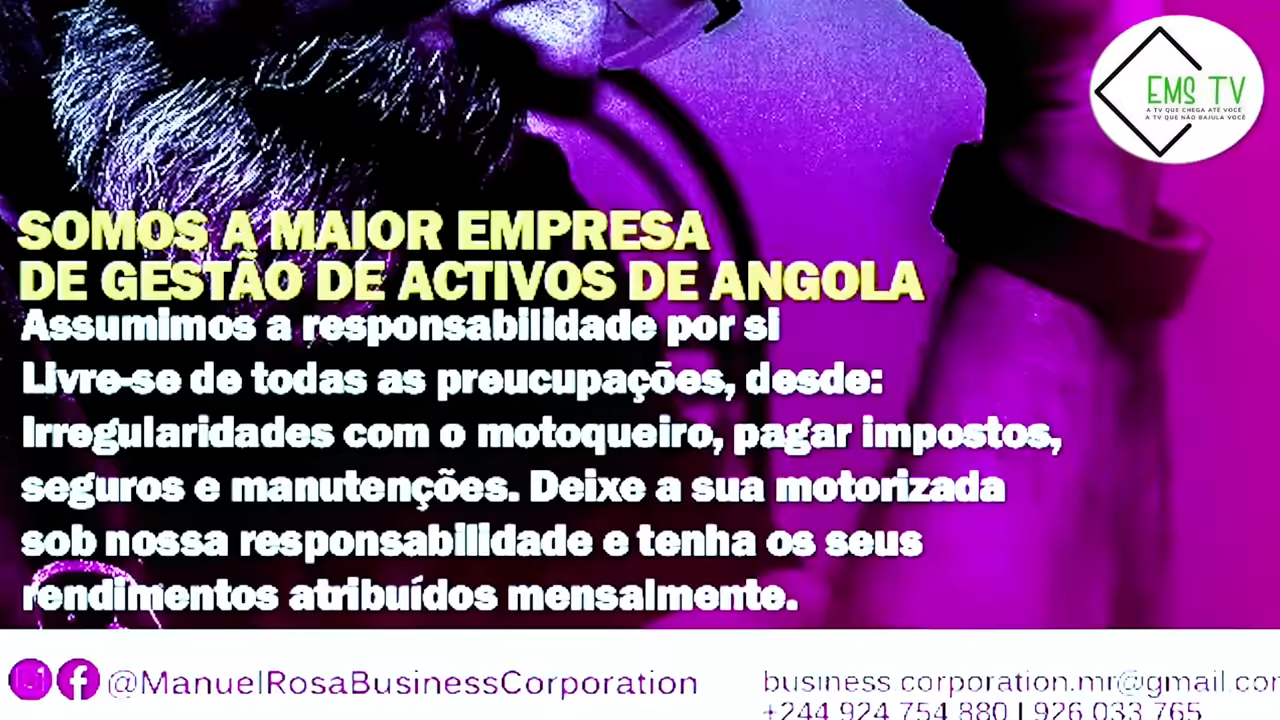 EMS TV
A TV QUE CHEGA ATÉ VOCÊ
A TV QUE NÃO BAJULA VOCÊ
SOMOS A MAIOR EMPRESA
DE GESTÃO DE ACTIVOS DE ANGOLA
Assumimos a responsabilidade por si
Livre-se de todas as preucupações, desde:
Irregularidades com o motoqueiro, pagar impostos,
seguros e manutenções. Deixe a sua motorizada
sob nossa responsabilidade e tenha os seus
rendimentos atribuídos mensalmente.
@ManuelRosaBusinessCorporation
business corporation.mr@gmail.com
+244 924 754 880 | 926 033 765